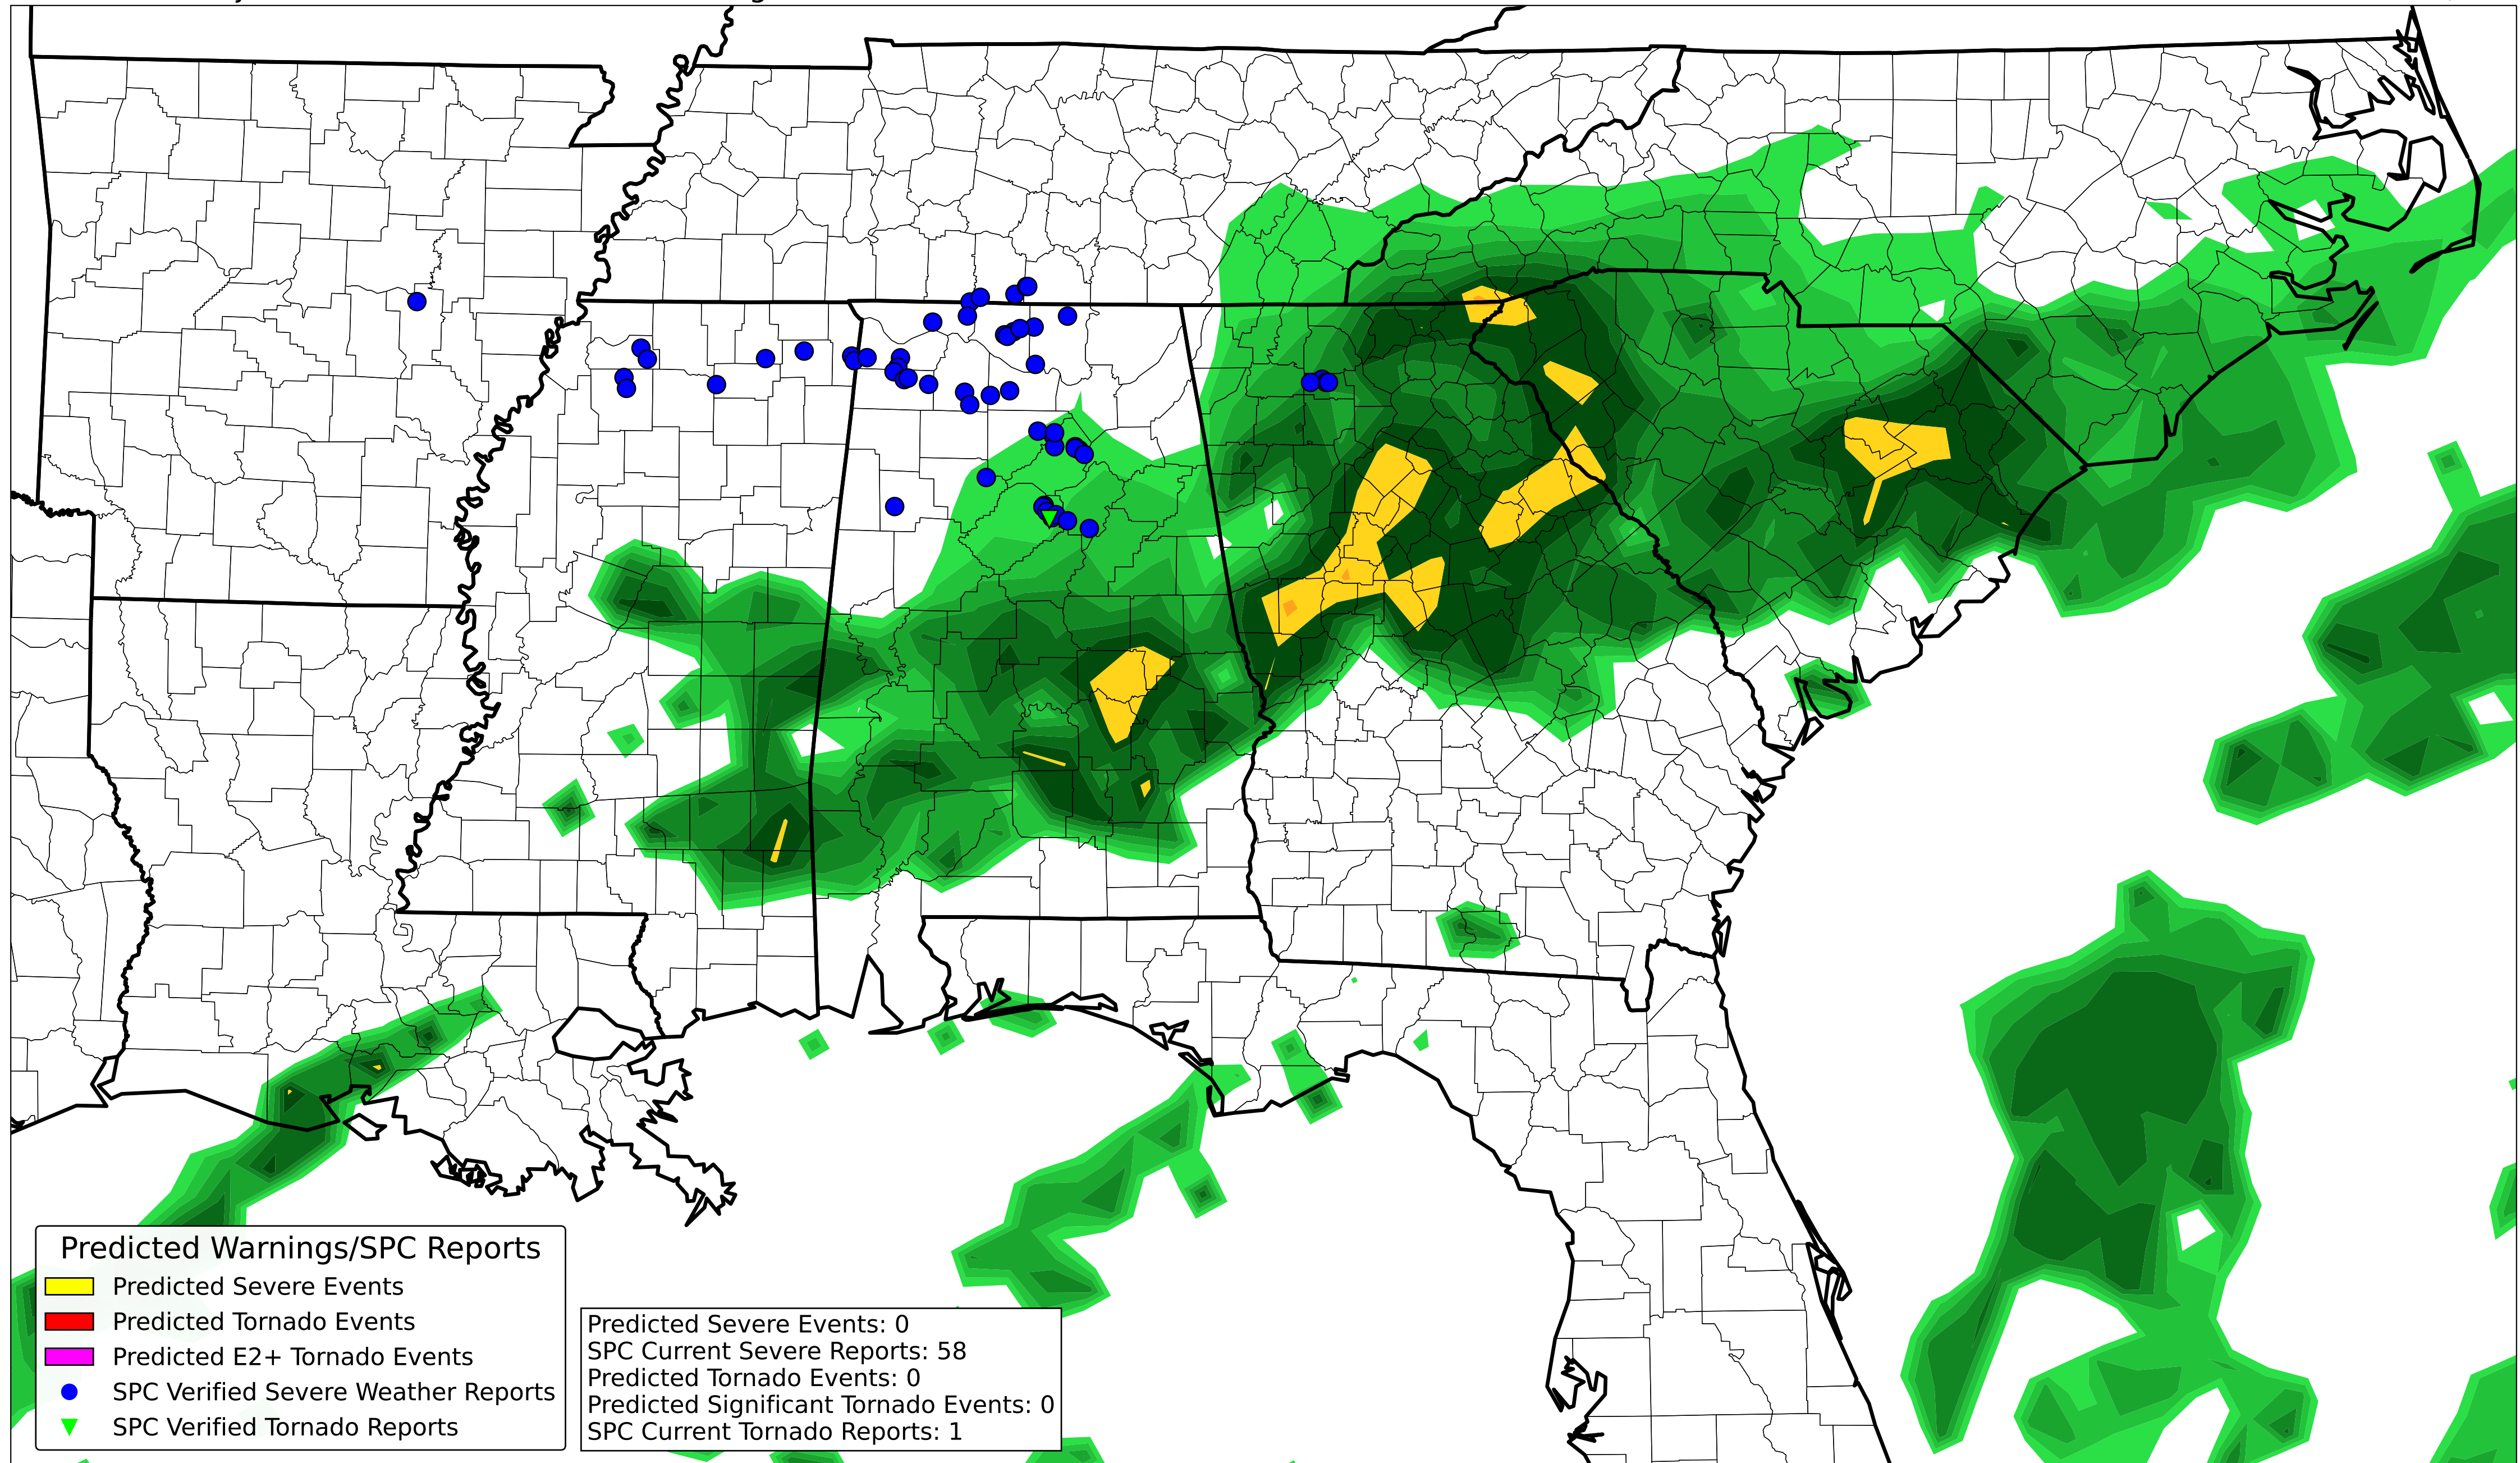 Predicted Warnings/SPC Reports
Predicted Severe Events
Predicted Tornado Events
Predicted E2+ Tornado Events
SPC Verified Severe Weather Reports
SPC Verified Tornado Reports
Predicted Severe Events: 0
SPC Current Severe Reports: 58
Predicted Tornado Events: 0
Predicted Significant Tornado Events: 0
SPC Current Tornado Reports: 1